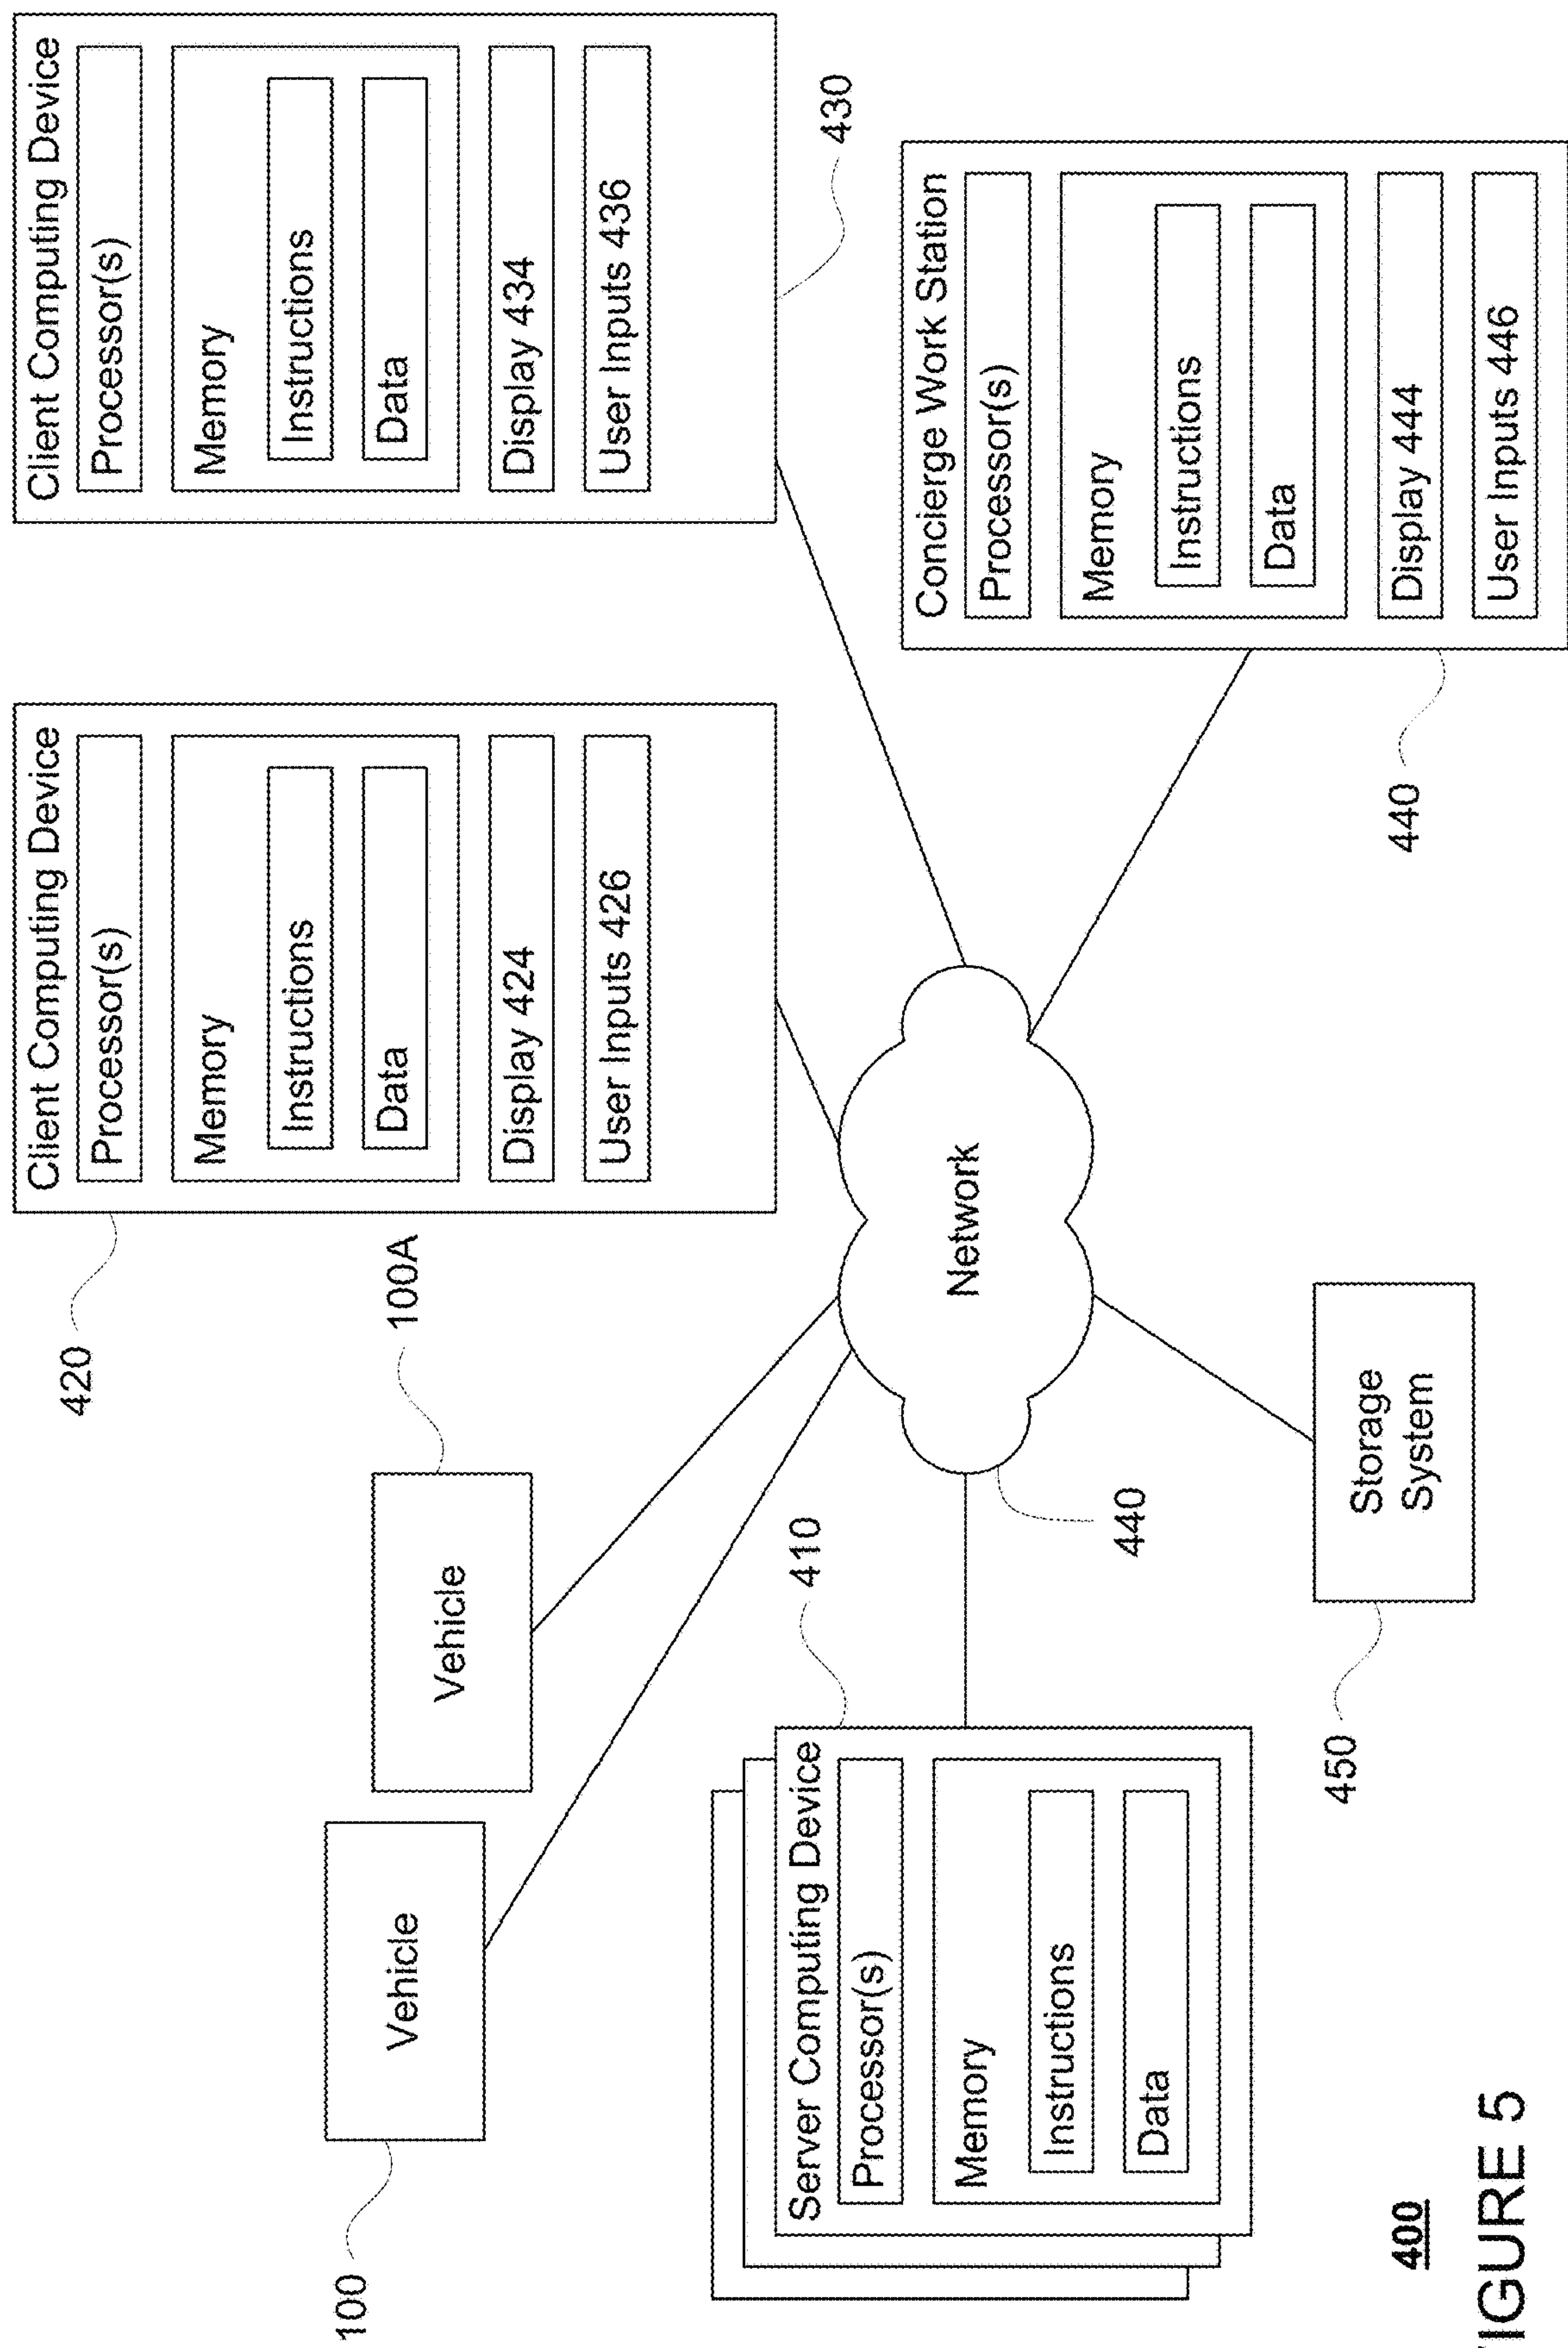 Client Computing Device
Processor(s)
Memory
Instructions
Data
Display 424
User Inputs 426
420
Client Computing Device
Processor(s)
Memory
Instructions
Data
Display 434
User Inputs 436
430
Vehicle
100
Vehicle
100A
Server Computing Device
Processor(s)
Memory
Instructions
Data
410
Network
440
Concierge Work Station
Processor(s)
Memory
Instructions
Data
Display 444
User Inputs 446
440
Storage
System
450
400
IGURE 5